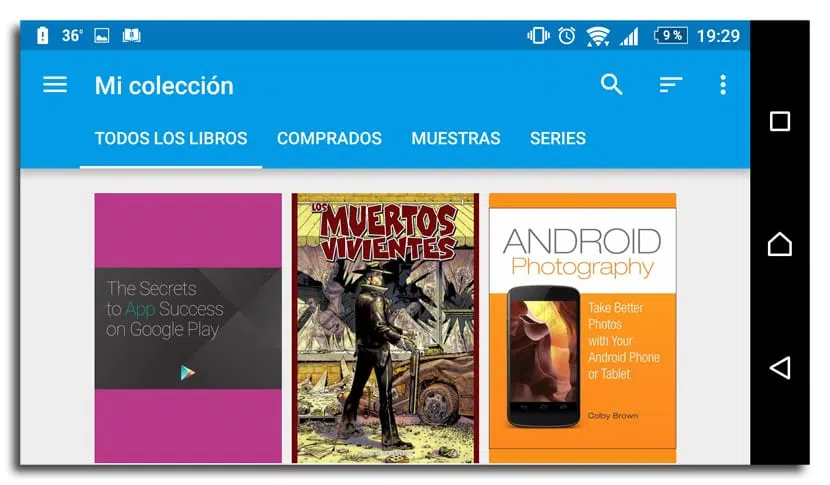 36°
9 %
19:29
Mi colección
TODOS LOS LIBROS
COMPRADOS
MUESTRAS
SERIES
The Secrets
to App Success
on Google Play
LOS
MUERTOS
VIVIENTES
ANDROID
Photography
Take Better
Photos
with Your
Android Phone
or Tablet
Colby Brown